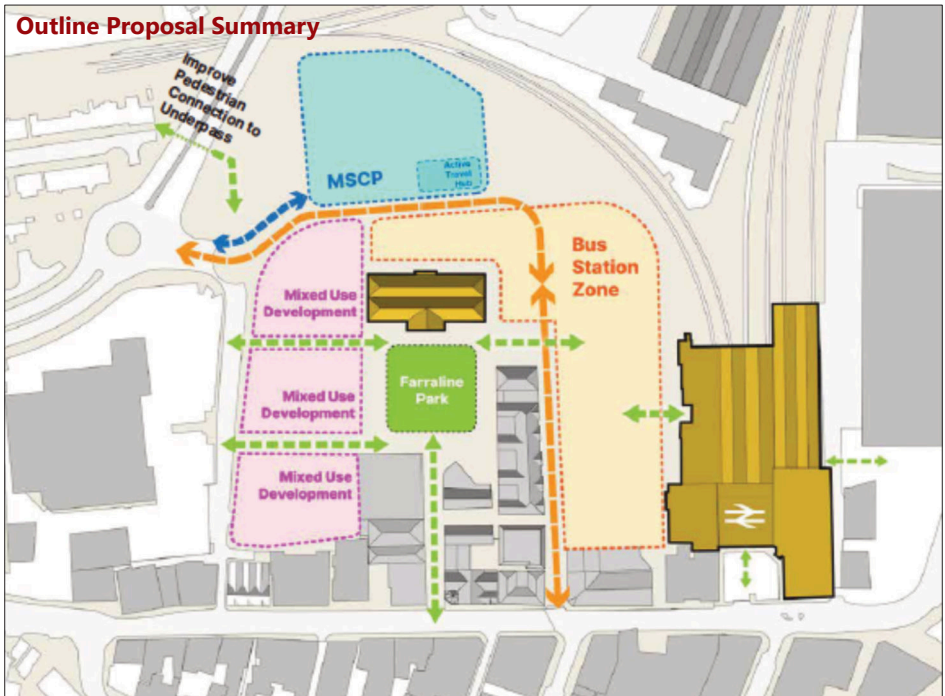 Outline Proposal Summary
Improve
Pedestrian
Connection to
Underpass
MSCP
Active
Travel
Hub
Bus
Station
Zone
Mixed Use
Development
Mixed Use
Development
Farraline
Park
Mixed Use
Development